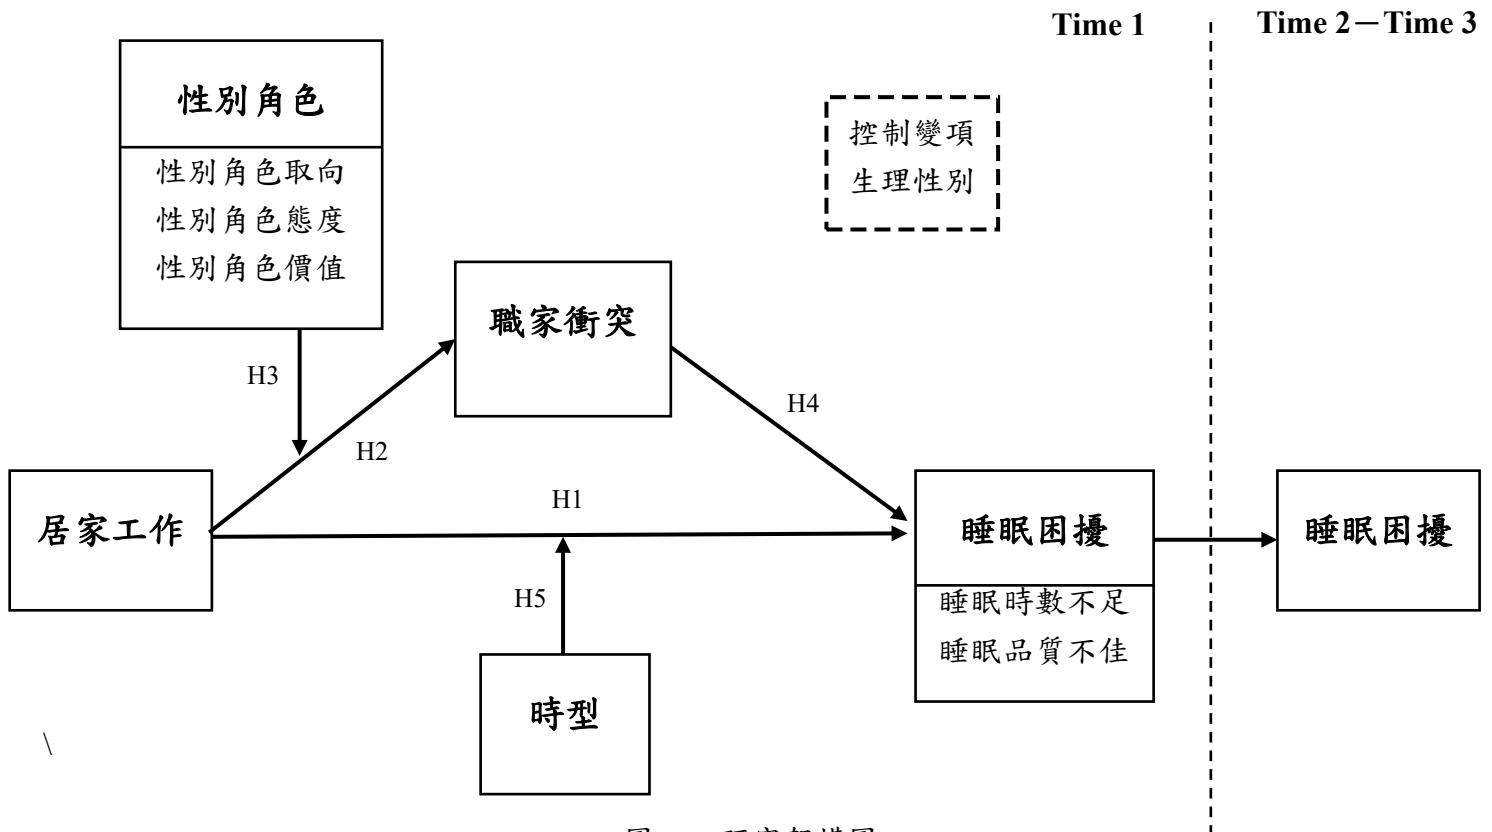 Time 1
Time 2－Time 3
性別角色
性別角色取向
性別角色態度
性別角色價值
控制變項
生理性別
職家衝突
H3
H2
H4
H1
居家工作
睡眠困擾
睡眠時數不足
睡眠品質不佳
睡眠困擾
H5
時型
\